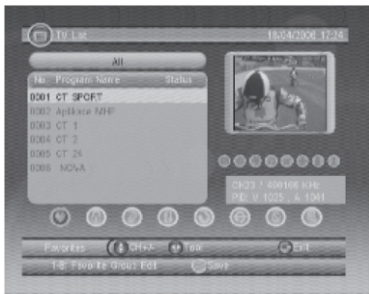 TV List 18/04/2006 17:24
All
No. Program Name Status
0001 CT SPORT
0002 Aplikace MHP
0003 CT 1
0004 CT 2
0005 CT 24
0006 NOVA
CH23 /
PID: V 1025 , A 1041
Favorites CH+/- Exit
1-8: Favorite Group Edit Save